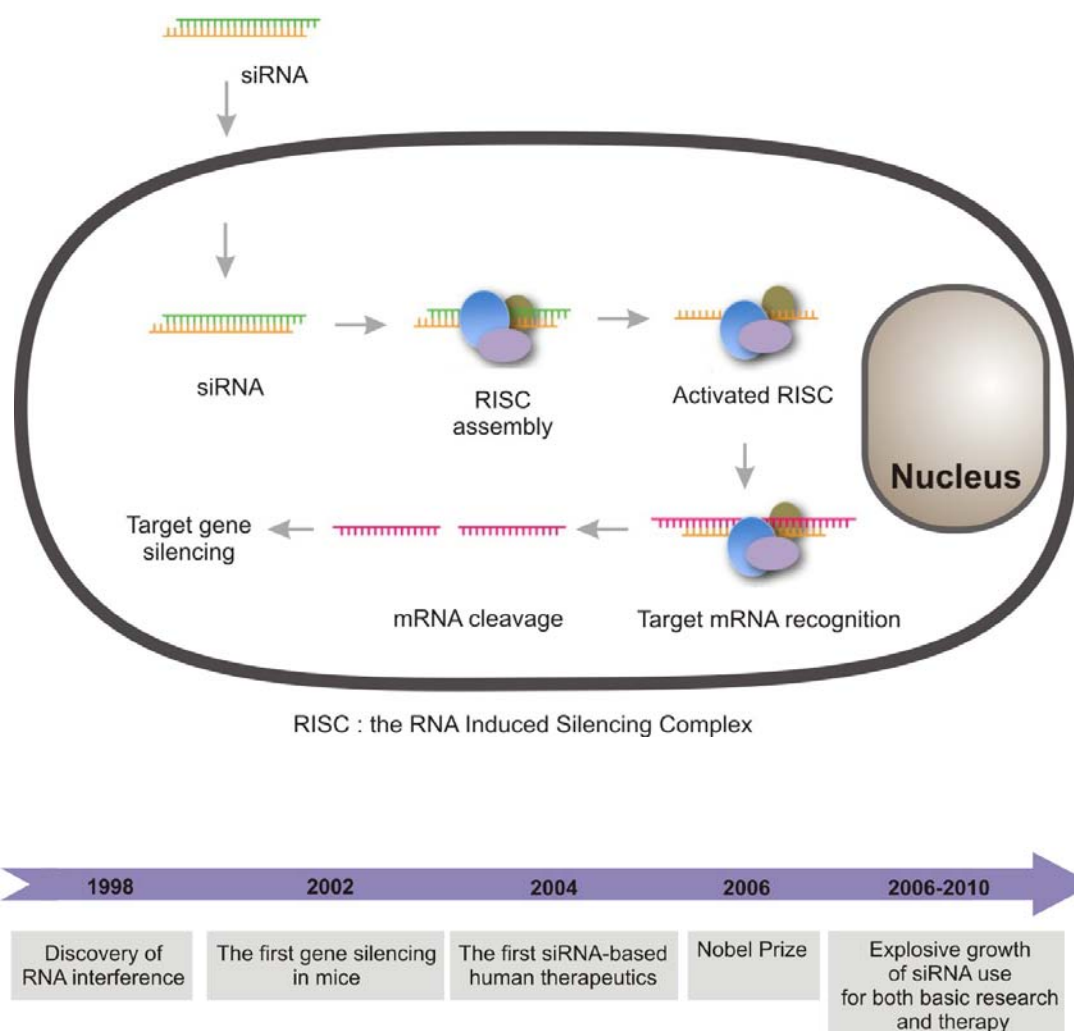 siRNA
siRNA
RISC
assembly
Activated RISC
Nucleus
Target gene
silencing
mRNA cleavage
Target mRNA recognition
RISC : the RNA Induced Silencing Complex
1998
2002
2004
2006
2006-2010
Discovery of
RNA interference
The first gene silencing
in mice
The first siRNA-based
human therapeutics
Nobel Prize
Explosive growth
of siRNA use
for both basic research
and therapy